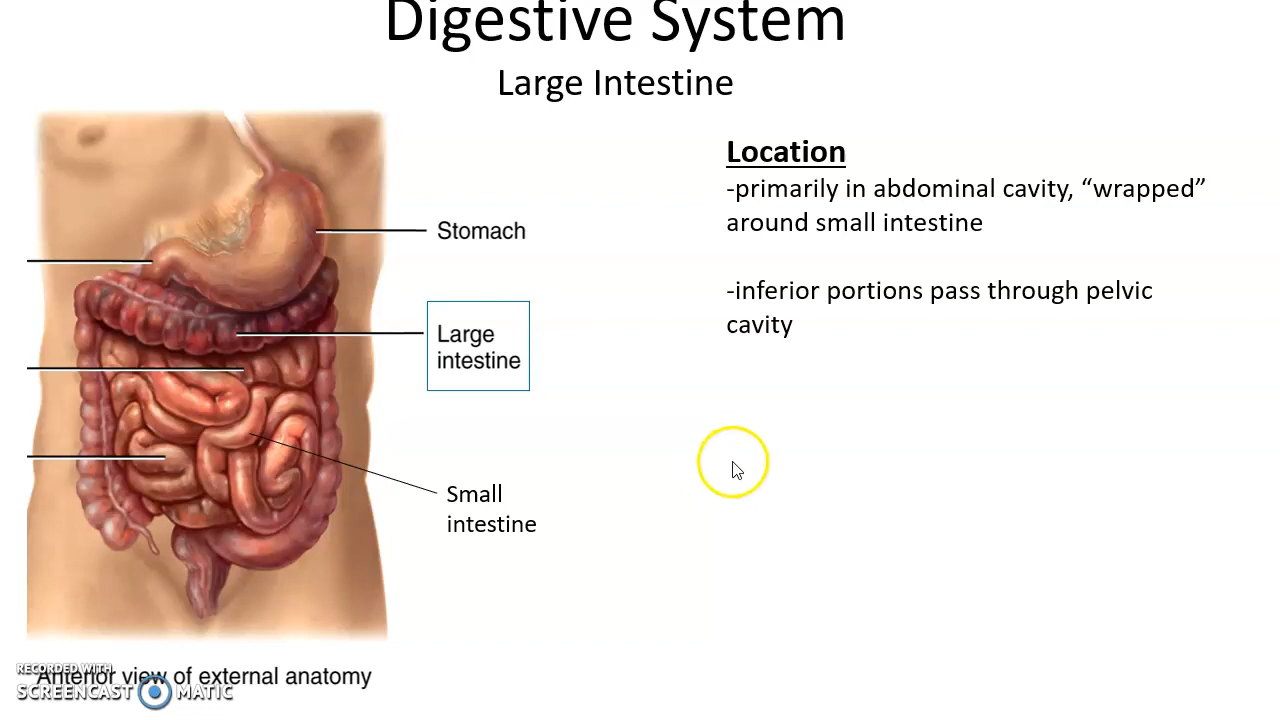 Digestive System
Large Intestine
Location
-primarily in abdominal cavity, “wrapped”
around small intestine
-inferior portions pass through pelvic
cavity
Stomach
Large
intestine
Small
intestine
RECORDED WITH
Anterior view of external anatomy
SCREENCAST MATIC